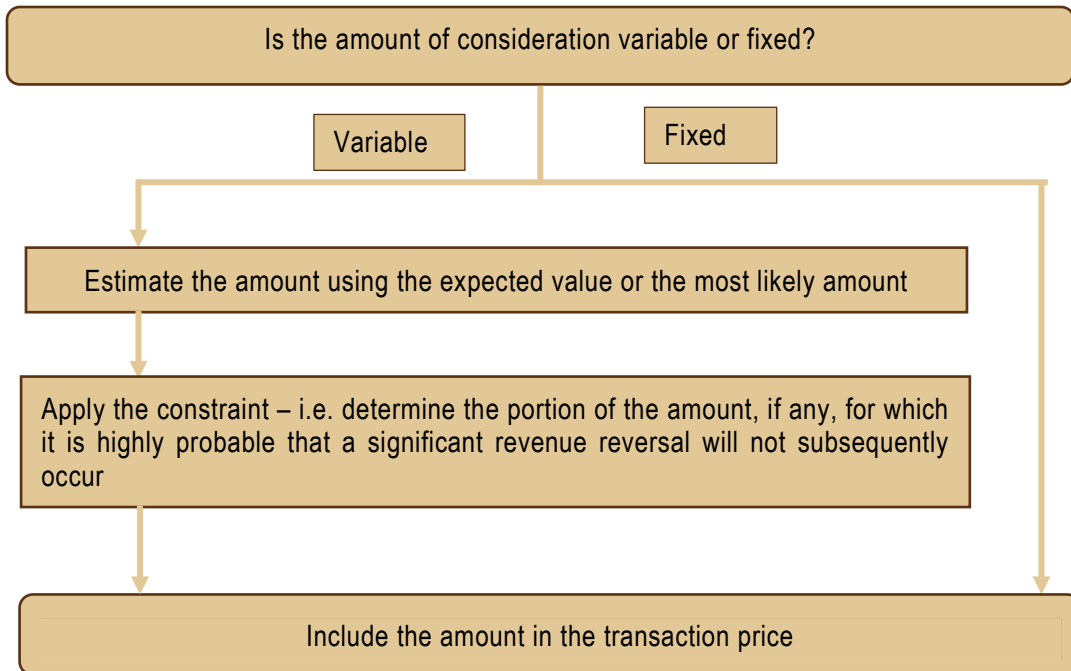 Is the amount of consideration variable or fixed?
Variable
Fixed
Estimate the amount using the expected value or the most likely amount
Apply the constraint – i.e. determine the portion of the amount, if any, for which
it is highly probable that a significant revenue reversal will not subsequently
occur
Include the amount in the transaction price